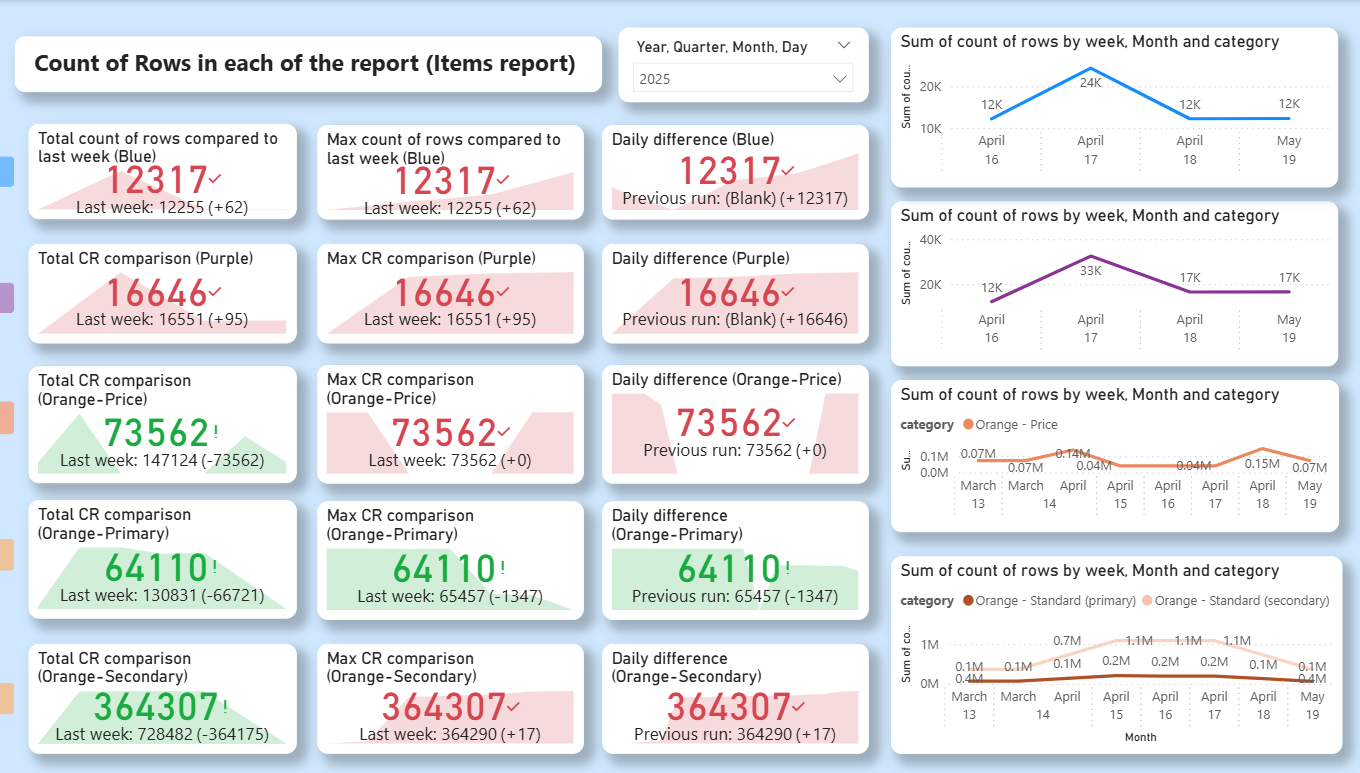 Count of Rows in each of the report (Items report)
Year, Quarter, Month, Day
2025
Total count of rows compared to
last week (Blue)
12317
Last week: 12255 (+62)
Max count of rows compared to
last week (Blue)
12317
Last week: 12255 (+62)
Daily difference (Blue)
12317
Previous run: (Blank) (+12317)
Total CR comparison (Purple)
16646
Last week: 16551 (+95)
Max CR comparison (Purple)
16646
Last week: 16551 (+95)
Daily difference (Purple)
16646
Previous run: (Blank) (+16646)
Total CR comparison
(Orange-Price)
73562!
Last week: 147124 (-73562)
Max CR comparison
(Orange-Price)
73562
Last week: 73562 (+0)
Daily difference (Orange-Price)
73562
Previous run: 73562 (+0)
Total CR comparison
(Orange-Primary)
64110!
Last week: 130831 (-66721)
Max CR comparison
(Orange-Primary)
64110!
Last week: 65457 (-1347)
Daily difference
(Orange-Primary)
64110!
Previous run: 65457 (-1347)
Total CR comparison
(Orange-Secondary)
364307!
Last week: 728482 (-364175)
Max CR comparison
(Orange-Secondary)
364307
Last week: 364290 (+17)
Daily difference
(Orange-Secondary)
364307
Previous run: 364290 (+17)
Sum of count of rows by week, Month and category
Sum of cou...
20K
10K
12K
24K
12K
12K
April
April
April
May
16
17
18
19
Sum of count of rows by week, Month and category
Sum of cou...
40K
20K
12K
33K
17K
17K
April
April
April
May
16
17
18
19
Sum of count of rows by week, Month and category
category
Orange - Price
Su...
0.1M
0.0M
0.07M
0.07M
0.14M
0.04M
0.04M
0.15M
0.07M
March
March
April
April
April
April
April
May
13
14
15
16
17
18
19
Sum of count of rows by week, Month and category
category
Orange - Standard (primary)
Orange - Standard (secondary)
Sum of co...
1M
0M
0.1M
0.4M
0.1M
0.7M
0.1M
1.1M
0.2M
1.1M
0.2M
1.1M
0.2M
0.1M
0.1M
0.4M
March
March
April
April
April
April
April
May
13
14
15
16
17
18
19
Month